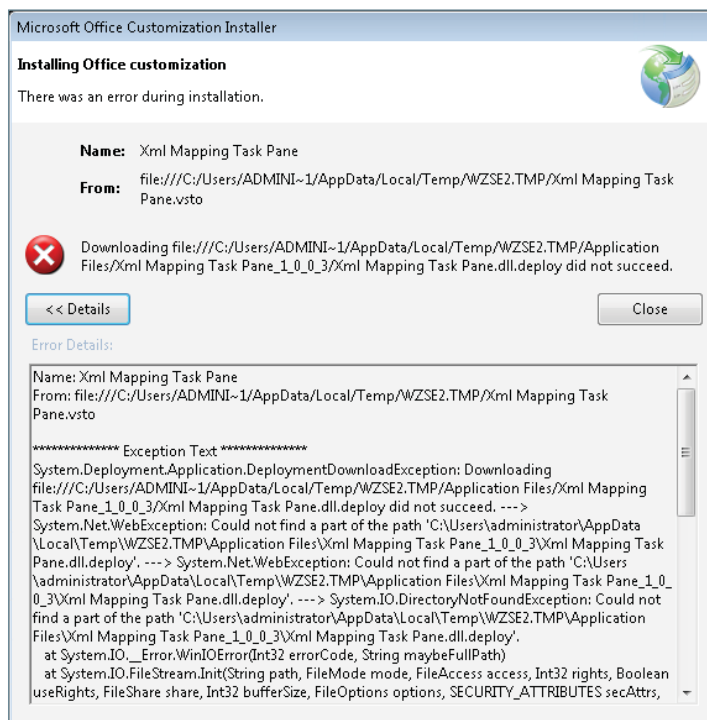 Microsoft Office Customization Installer
Installing Office customization
There was an error during installation.
Name: Xml Mapping Task Pane
From: file:///C:/Users/ADMINI~1/AppData/Local/Temp/WZSE2.TMP/Xml Mapping Task
Pane.vsto
Downloading file:///C:/Users/ADMINI~1/AppData/Local/Temp/WZSE2.TMP/Application
Files/Xml Mapping Task Pane_1_0_0_3/Xml Mapping Task Pane.dll.deploy did not succeed.
<< Details
Close
Error Details:
Name: Xml Mapping Task Pane
From: file:///C:/Users/ADMINI~1/AppData/Local/Temp/WZSE2.TMP/Xml Mapping Task
Pane.vsto
************** Exception Text **************
System.Deployment.Application.DeploymentDownloadException: Downloading
file:///C:/Users/ADMINI~1/AppData/Local/Temp/WZSE2.TMP/Application Files/Xml Mapping
Task Pane_1_0_0_3/Xml Mapping Task Pane.dll.deploy did not succeed. --->
System.Net.WebException: Could not find a part of the path 'C:\Users\administrator\AppData
\Local\Temp\WZSE2.TMP\Application Files\Xml Mapping Task Pane_1_0_0_3\Xml Mapping Task
Pane.dll.deploy'. ---> System.Net.WebException: Could not find a part of the path 'C:\Users
\administrator\AppData\Local\Temp\WZSE2.TMP\Application Files\Xml Mapping Task Pane_1_0_
0_3\Xml Mapping Task Pane.dll.deploy'. ---> System.IO.DirectoryNotFoundException: Could not
find a part of the path 'C:\Users\administrator\AppData\Local\Temp\WZSE2.TMP\Application
Files\Xml Mapping Task Pane_1_0_0_3\Xml Mapping Task Pane.dll.deploy'.
at System.IO.__Error.WinIOError(Int32 errorCode, String maybeFullPath)
at System.IO.FileStream.Init(String path, FileMode mode, FileAccess access, Int32 rights, Boolean
useRights, FileShare share, Int32 bufferSize, FileOptions options, SECURITY_ATTRIBUTES secAttrs,